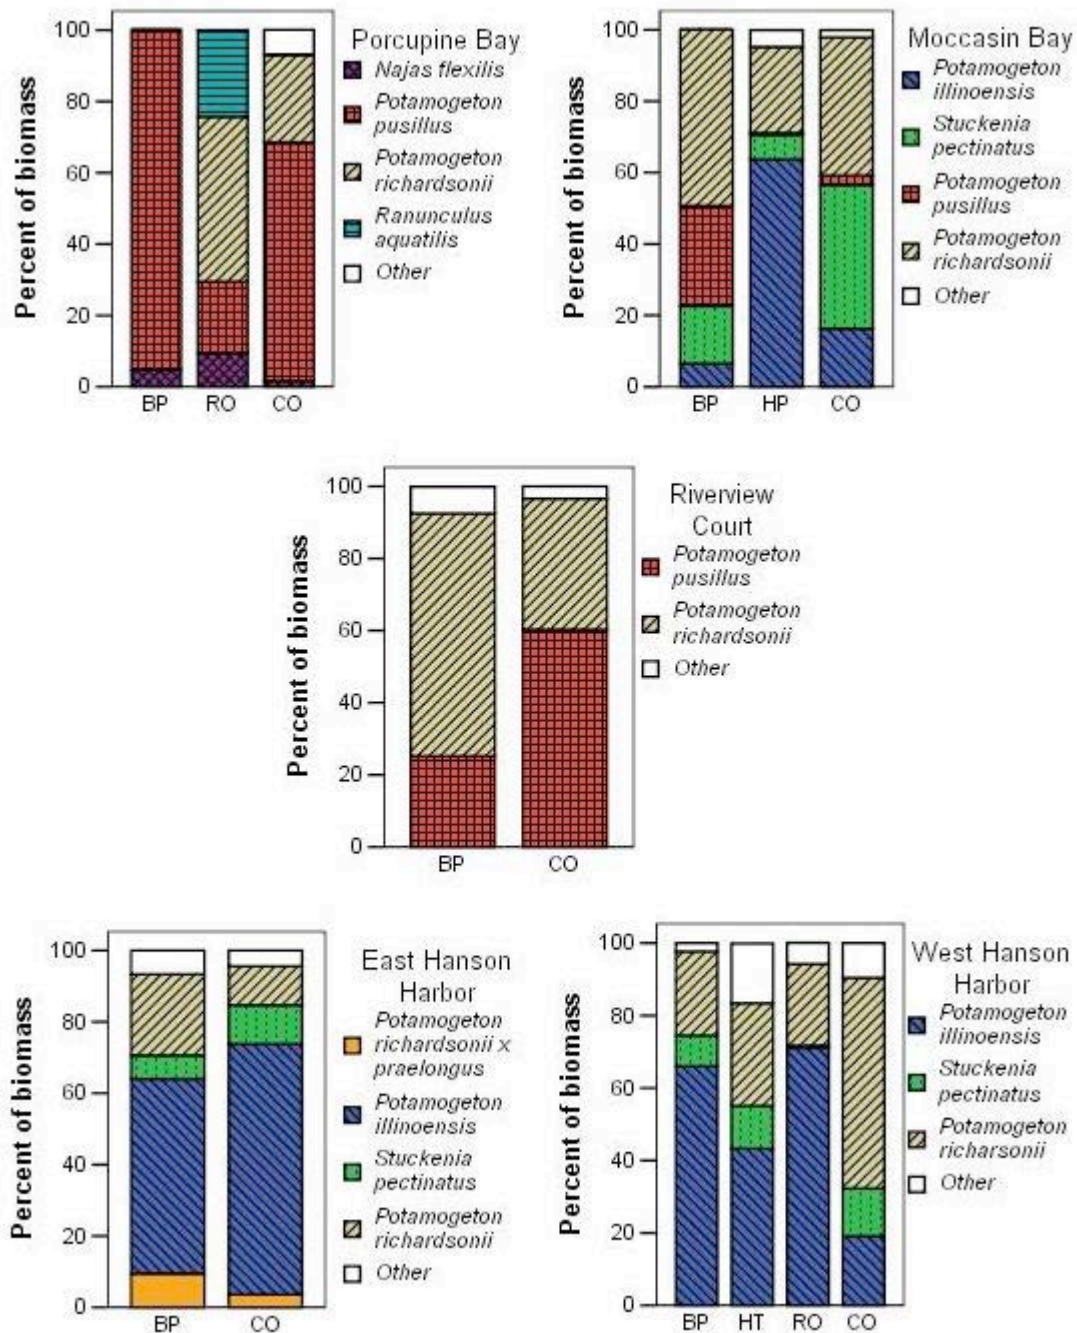 Porcupine Bay
Najas flexilis
Potamogeton
pusillus
Potamogeton
richardsonii
Ranunculus
aquatilis
Other
Percent of biomass
100
80
60
40
20
0
BP RO CO
Moccasin Bay
Potamogeton
illinoensis
Stuckenia
pectinatus
Potamogeton
pusillus
Potamogeton
richardsonii
Other
Percent of biomass
100
80
60
40
20
0
BP HP CO
Riverview
Court
Potamogeton
pusillus
Potamogeton
richardsonii
Other
Percent of biomass
100
80
60
40
20
0
BP CO
East Hanson
Harbor
Potamogeton
richardsonii x
praelongus
Potamogeton
illinoensis
Stuckenia
pectinatus
Potamogeton
richardsonii
Other
Percent of biomass
100
80
60
40
20
0
BP CO
West Hanson
Harbor
Potamogeton
illinoensis
Stuckenia
pectinatus
Potamogeton
richarsonii
Other
Percent of biomass
100
80
60
40
20
0
BP HT RO CO